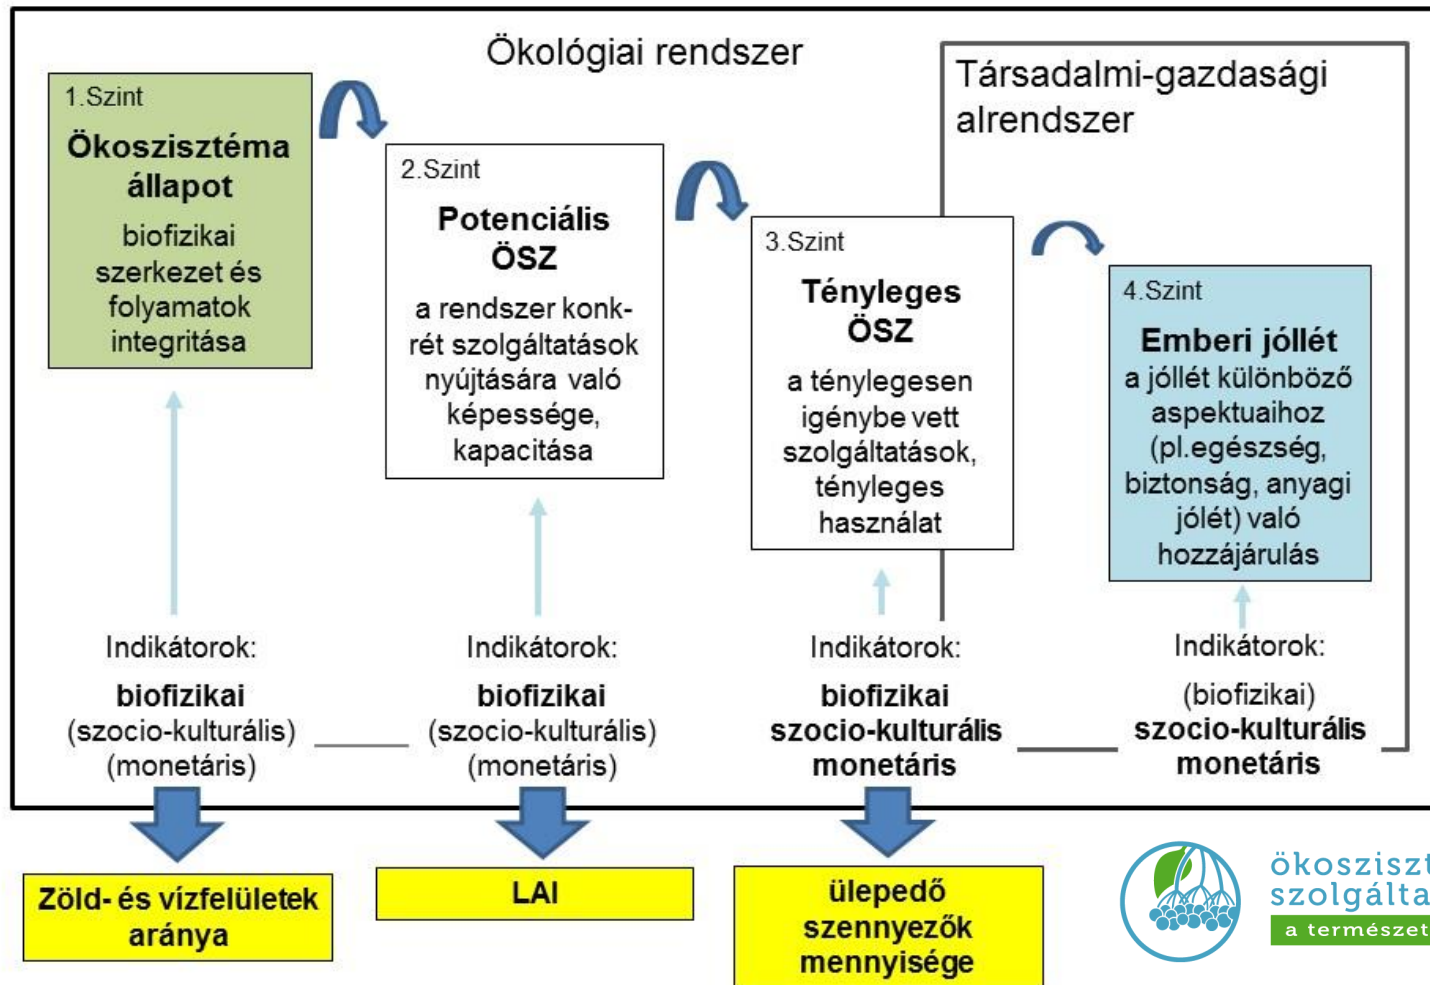 Ökológiai rendszer
Társadalmi-gazdasági
alrendszer
1.Szint
Ökoszisztéma
állapot
biofizikai
szerkezet és
folyamatok
integritása
2.Szint
Potenciális
ÖSZ
a rendszer konk-
rét szolgáltatások
nyújtására való
képessége,
kapacitása
3.Szint
Tényleges
ÖSZ
a ténylegesen
igénybe vett
szolgáltatások,
tényleges
használat
4.Szint
Emberi jóllét
a jóllét különböző
aspektuaihoz
(pl.egészség,
biztonság, anyagi
jólét) való
hozzájárulás
Indikátorok:
biofizikai
(szocio-kulturális)
(monetáris)
Indikátorok:
biofizikai
(szocio-kulturális)
(monetáris)
Indikátorok:
biofizikai
szocio-kulturális
monetáris
Indikátorok:
(biofizikai)
szocio-kulturális
monetáris
Zöld- és vízfelületek
aránya
LAI
ülepedő
szennyezők
mennyisége
ökosziszt
szolgálta
a természet